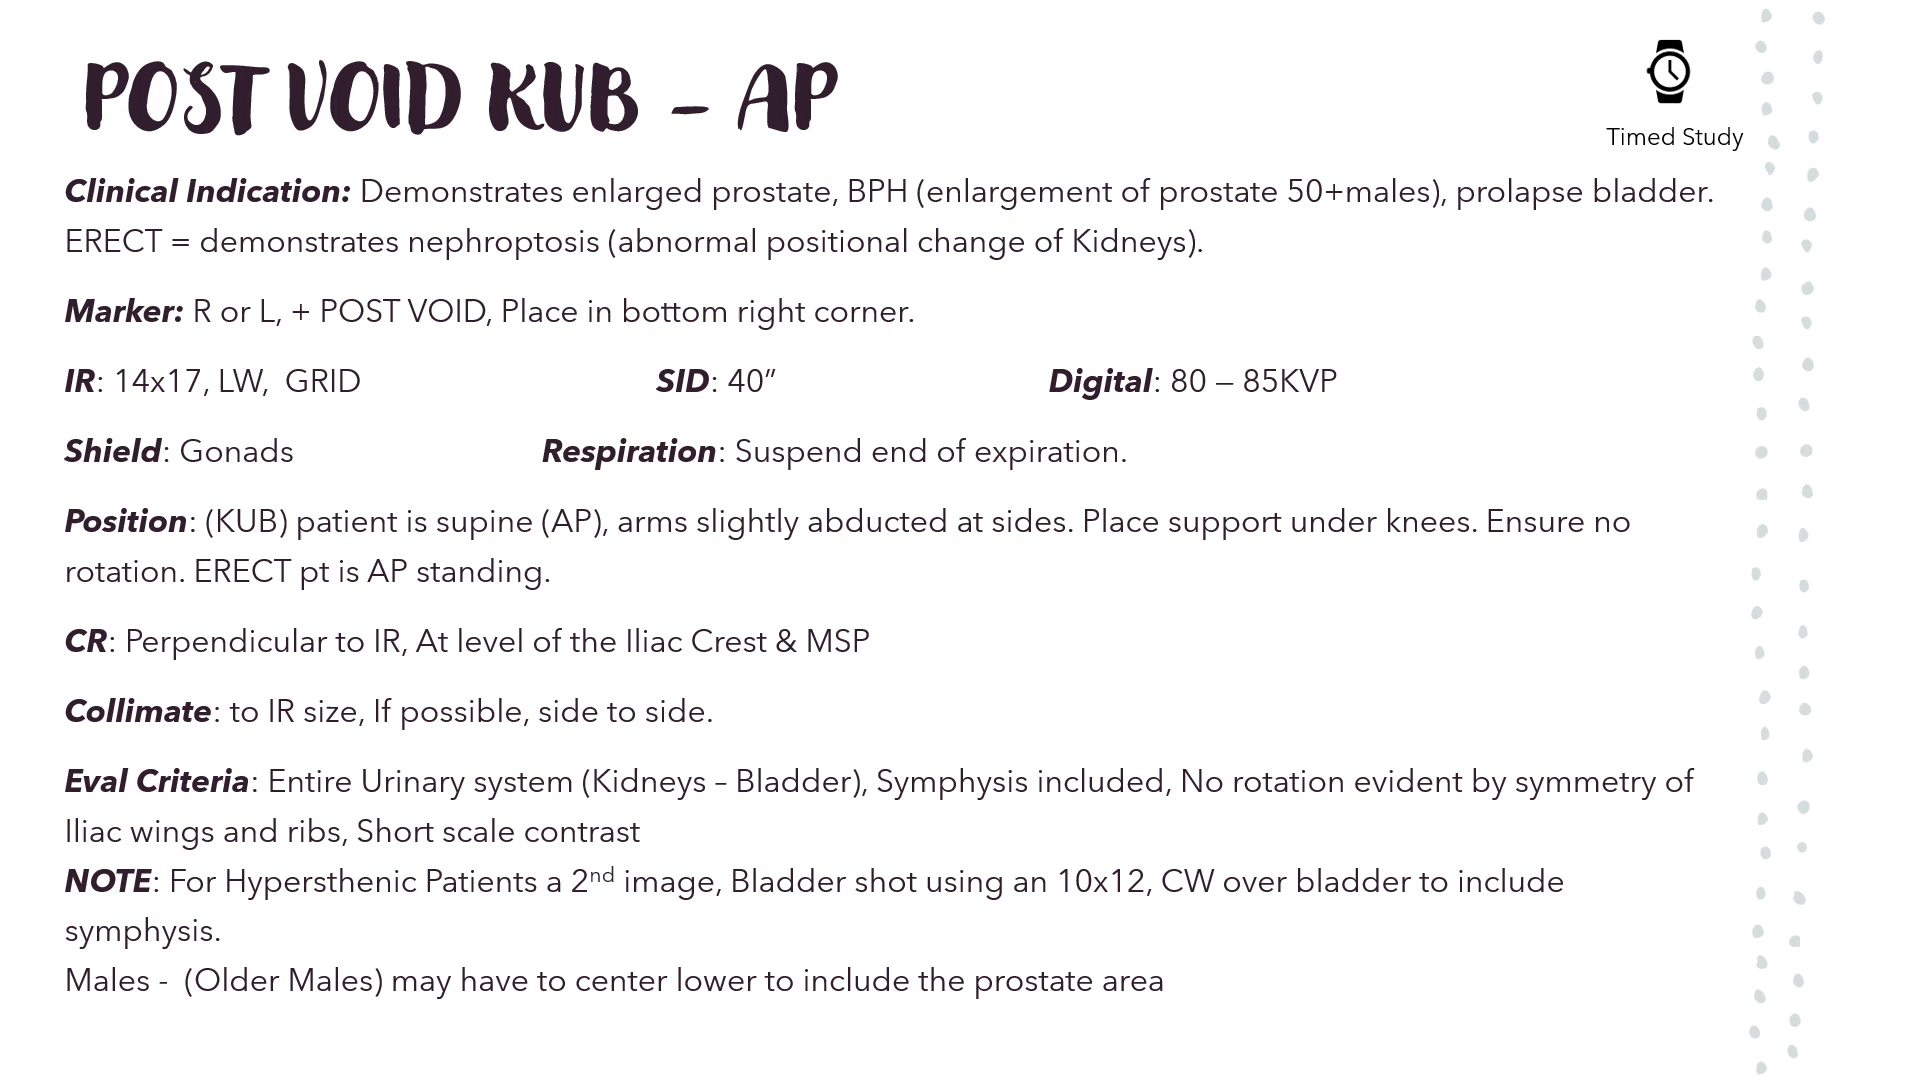 POST VOID KUB - AP
Timed Study
Clinical Indication: Demonstrates enlarged prostate, BPH (enlargement of prostate 50+males), prolapse bladder.
ERECT = demonstrates nephroptosis (abnormal positional change of Kidneys).
Marker: R or L, + POST VOID, Place in bottom right corner.
IR: 14x17, LW,  GRID SID: 40” Digital: 80 – 85KVP
Shield: Gonads Respiration: Suspend end of expiration.
Position: (KUB) patient is supine (AP), arms slightly abducted at sides. Place support under knees. Ensure no
rotation. ERECT pt is AP standing.
CR: Perpendicular to IR, At level of the Iliac Crest & MSP
Collimate: to IR size, If possible, side to side.
Eval Criteria: Entire Urinary system (Kidneys – Bladder), Symphysis included, No rotation evident by symmetry of
Iliac wings and ribs, Short scale contrast
NOTE: For Hypersthenic Patients a 2nd image, Bladder shot using an 10x12, CW over bladder to include
symphysis.
Males -  (Older Males) may have to center lower to include the prostate area